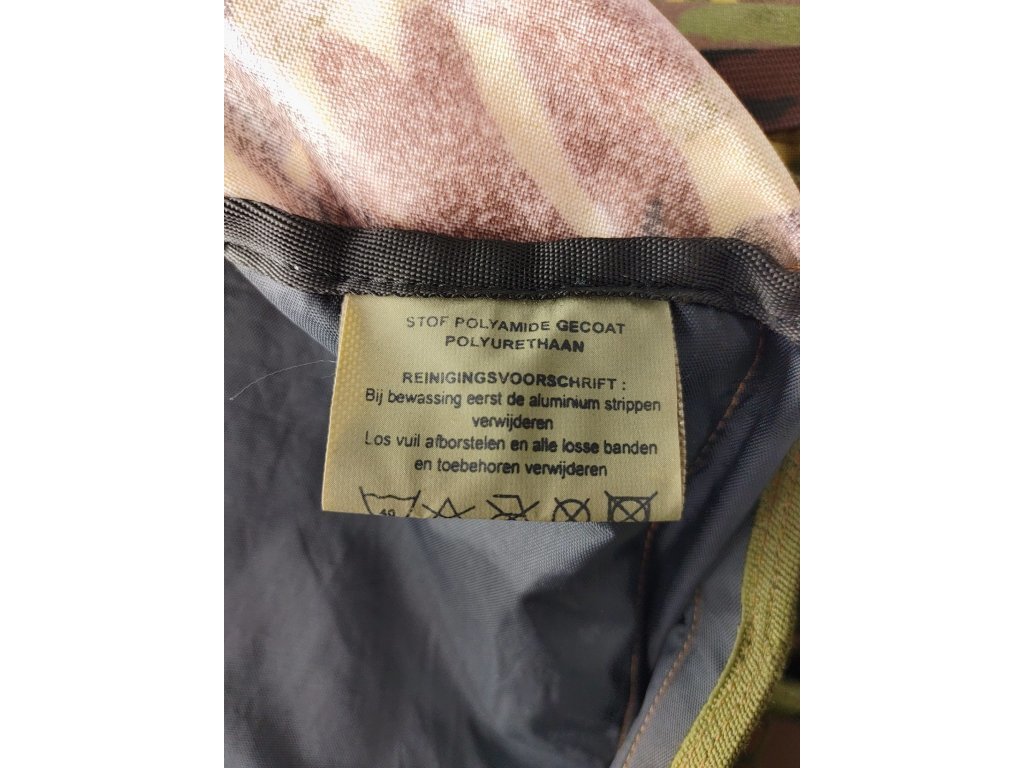 STOF POLYAMIDE GECOAT
POLYURETHAAN
REINIGINGSVOORSCHRIFT :
Bij bewassing eerst de aluminium strippen
verwijderen
Los vuil afborstelen en alle losse banden
en toebehoren verwijderen